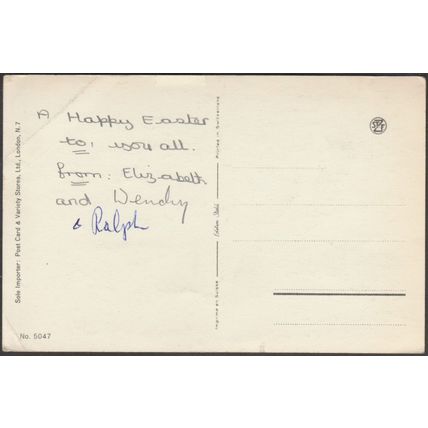 A Happy Easter
to, you all.
from: Elizabeth
and Wendy
& Ralph
Sole Importer: Post Card & Variety Stores, Ltd., London, N.7
No. 5047
Printed in Switzerland
Imprimé en Suisse